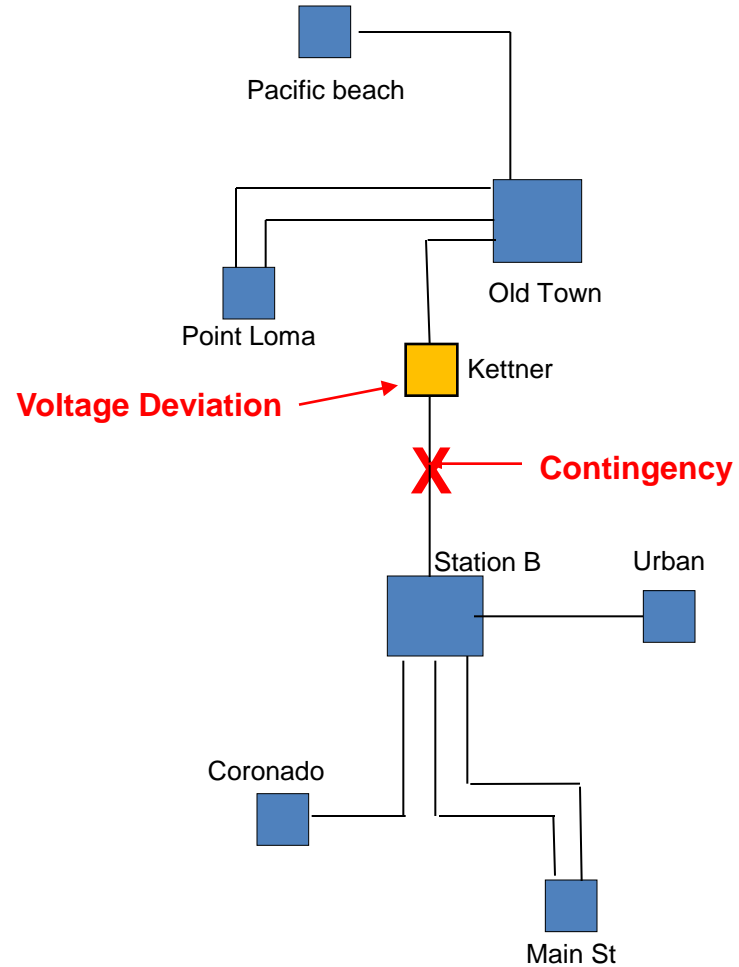 Pacific beach
Old Town
Point Loma
Kettner
Voltage Deviation
X
Contingency
Station B
Urban
Coronado
Main St